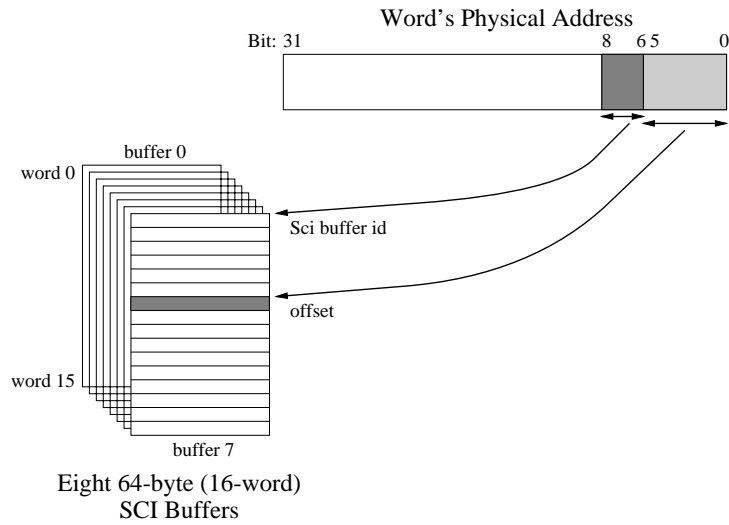 Word's Physical Address
Bit: 31 8 6 5 0
buffer 0
word 0
Sci buffer id
offset
word 15
buffer 7
Eight 64-byte (16-word)
SCI Buffers